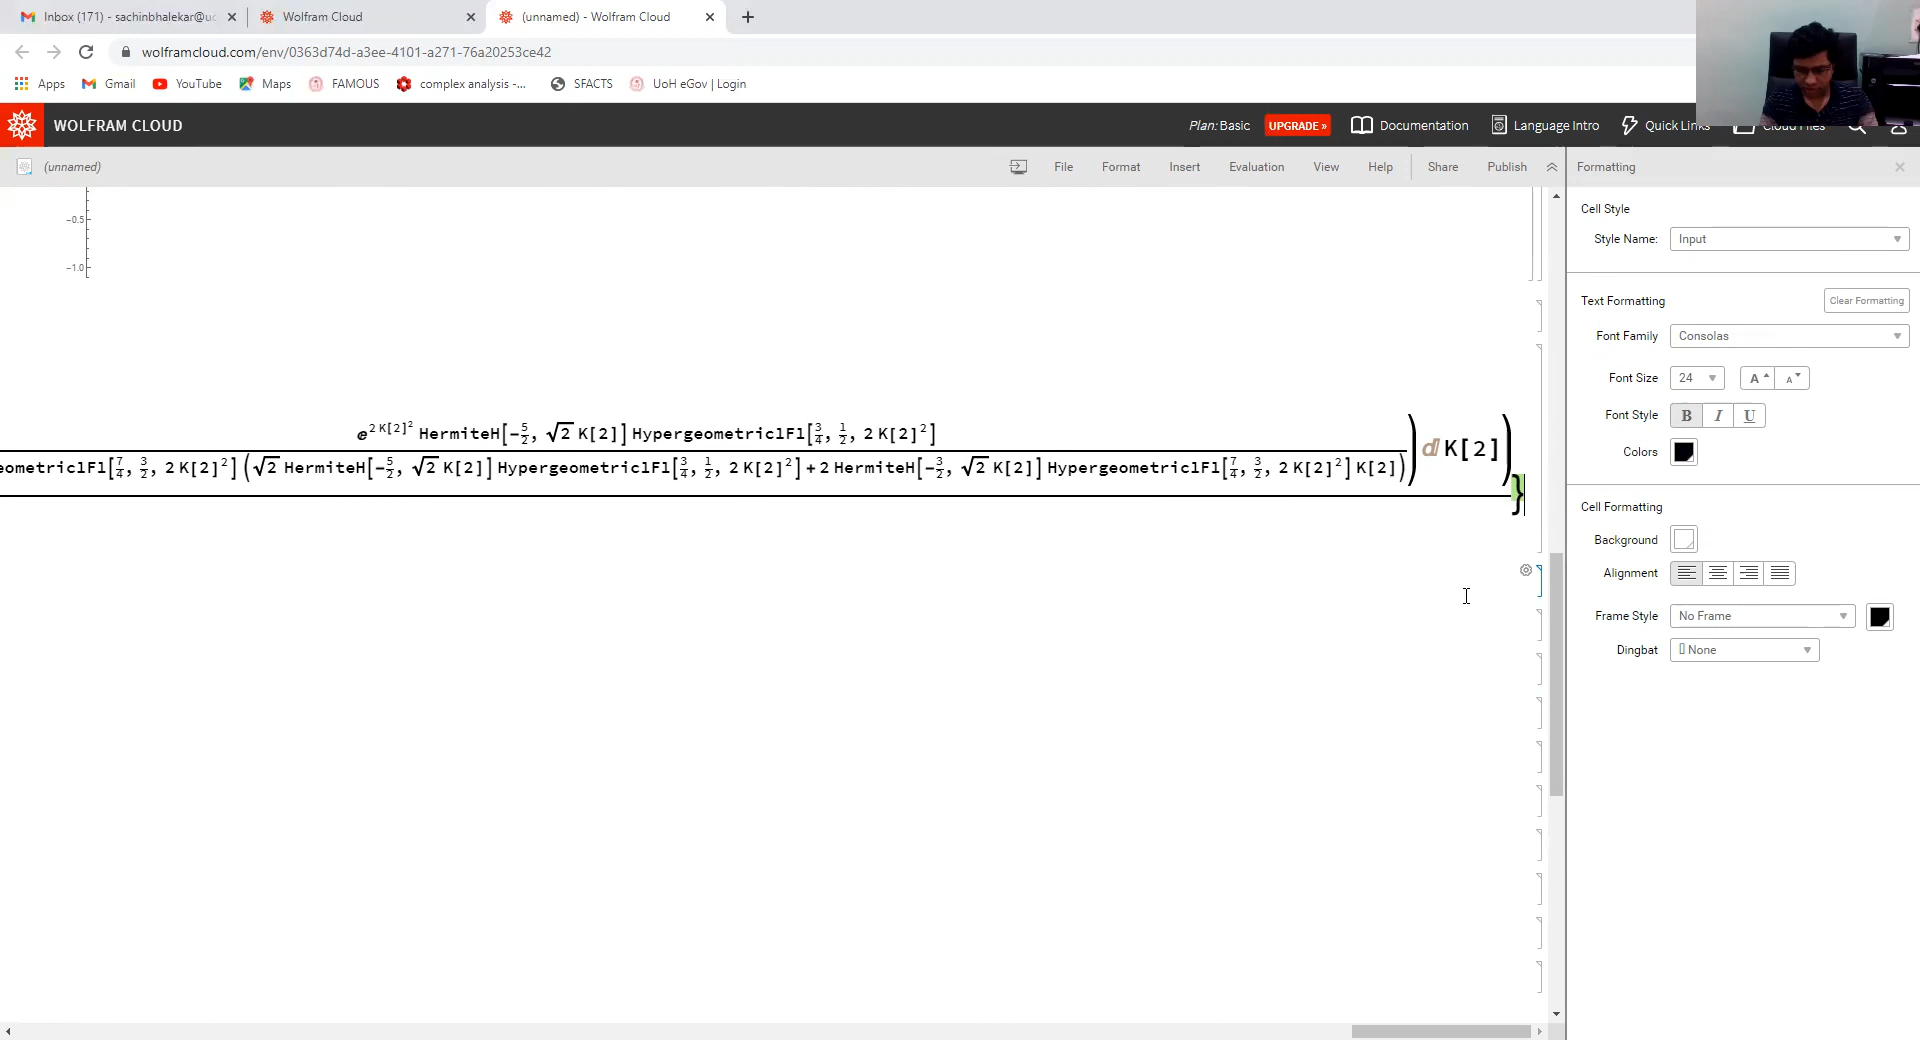 Inbox (171) - sachinbhalekar@uo
Wolfram Cloud
(unnamed) - Wolfram Cloud
wolframcloud.com/env/0363d74d-a3ee-4101-a271-76a20253ce42
Apps Gmail YouTube Maps FAMOUS complex analysis -... SFACTS UoH eGov | Login
WOLFRAM CLOUD
Plan: Basic UPGRADE » Documentation Language Intro Quick Links Cloud Files
(unnamed)
File Format Insert Evaluation View Help Share Publish
Formatting
−0.5
−1.0
ⅇ^(2 K[2]^2) HermiteH[−5/2, √2 K[2]] Hypergeometric1F1[3/4, 1/2, 2 K[2]^2]
eometric1F1[7/4, 3/2, 2 K[2]^2] (√2 HermiteH[−5/2, √2 K[2]] Hypergeometric1F1[3/4, 1/2, 2 K[2]^2] + 2 HermiteH[−3/2, √2 K[2]] Hypergeometric1F1[7/4, 3/2, 2 K[2]^2] K[2])) ⅆK[2])}
Cell Style
Style Name: Input
Text Formatting Clear Formatting
Font Family Consolas
Font Size 24 A A
Font Style B I U
Colors
Cell Formatting
Background
Alignment
Frame Style No Frame
Dingbat None